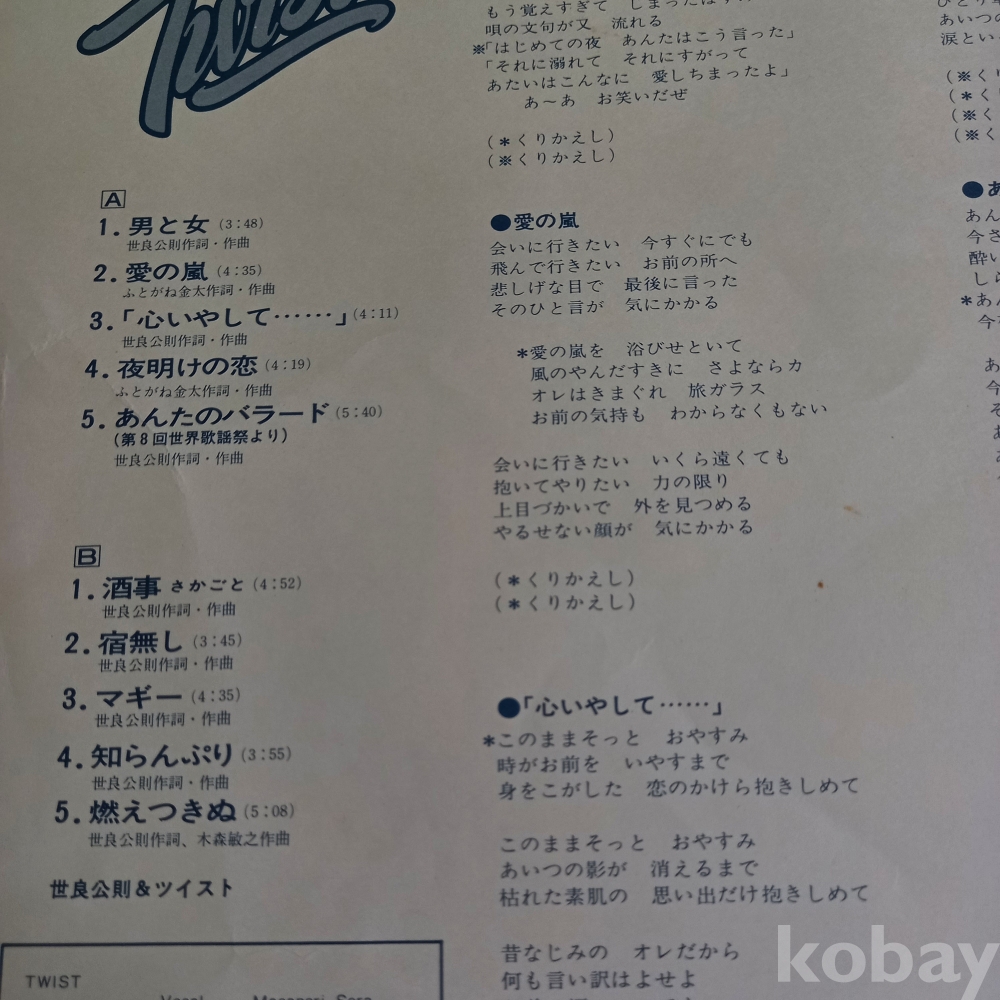 Twist
A
1. 男と女 (3:48)
世良公則作詞・作曲
2. 愛の嵐 (4:35)
ふとがね金太作詞・作曲
3.「心いやして……」(4:11)
世良公則作詞・作曲
4. 夜明けの恋 (4:19)
ふとがね金太作詞・作曲
5. あんたのバラード (5:40)
(第8回世界歌謡祭より)
世良公則作詞・作曲
B
1. 酒事 さかごと (4:52)
世良公則作詞・作曲
2. 宿無し (3:45)
世良公則作詞・作曲
3. マギー (4:35)
世良公則作詞・作曲
4. 知らんぷり (3:55)
世良公則作詞・作曲
5. 燃えつきぬ (5:08)
世良公則作詞、木森敏之作曲
世良公則&ツイスト
TWIST
もう覚えすぎて しまったはず
唄の文句が又 流れる
※「はじめての夜 あんたはこう言った」
「それに溺れて それにすがって
あたいはこんなに 愛しちまったよ」
あ〜あ お笑いだぜ
(*くりかえし)
(※くりかえし)
●愛の嵐
会いに行きたい 今すぐにでも
飛んで行きたい お前の所へ
悲しげな目で 最後に言った
そのひと言が 気にかかる
*愛の嵐を 浴びせといて
風のやんだすきに さよならカ
オレはきまぐれ 旅ガラス
お前の気持も わからなくもない
会いに行きたい いくら遠くても
抱いてやりたい 力の限り
上目づかいで 外を見つめる
やるせない顔が 気にかかる
(*くりかえし)
(*くりかえし)
●「心いやして……」
*このままそっと おやすみ
時がお前を いやすまで
身をこがした 恋のかけら抱きしめて
このままそっと おやすみ
あいつの影が 消えるまで
枯れた素肌の 思い出だけ抱きしめて
昔なじみの オレだから
何も言い訳はよせよ
あいつの
涙とい
(※くり
(*くり
(※く
(※く
●あ
あん
今さ
酔い
しら
*あん
今
kobay